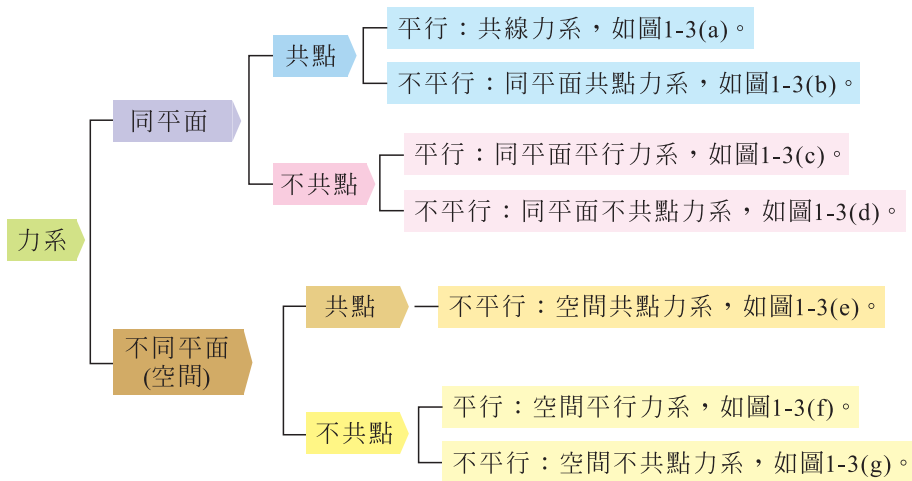 力系
同平面
共點
平行：共線力系，如圖1-3(a)。
不平行：同平面共點力系，如圖1-3(b)。
不共點
平行：同平面平行力系，如圖1-3(c)。
不平行：同平面不共點力系，如圖1-3(d)。
不同平面
(空間)
共點
不平行：空間共點力系，如圖1-3(e)。
不共點
平行：空間平行力系，如圖1-3(f)。
不平行：空間不共點力系，如圖1-3(g)。